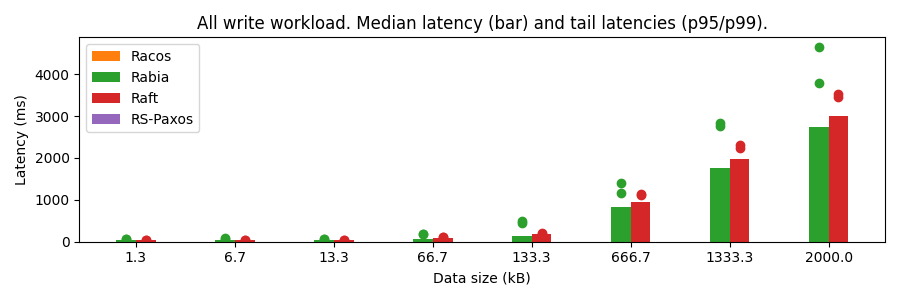 All write workload. Median latency (bar) and tail latencies (p95/p99).
Racos
Rabia
Raft
RS-Paxos
Latency (ms)
4000
3000
2000
1000
0
1.3 6.7 13.3 66.7 133.3 666.7 1333.3 2000.0
Data size (kB)